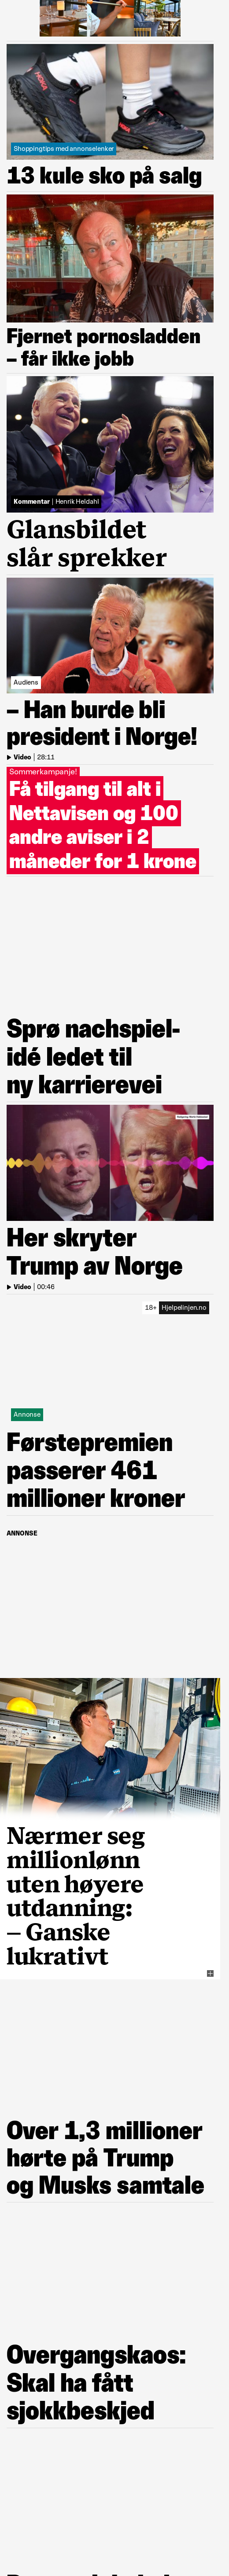 Shoppingtips med annonselenker
13 kule sko på salg
Fjernet pornosladden
– får ikke jobb
Kommentar | Henrik Heldahl
Glansbildet
slår sprekker
Audiens
– Han burde bli
president i Norge!
Video | 28:11
Sommerkampanje!
Få tilgang til alt i
Nettavisen og 100
andre aviser i 2
måneder for 1 krone
Sprø nachspiel-
idé ledet til
ny karrierevei
Her skryter
Trump av Norge
Video | 00:46
18+ Hjelpelinjen.no
Annonse
Førstepremien
passerer 461
millioner kroner
ANNONSE
Nærmer seg
millionlønn
uten høyere
utdanning:
– Ganske
lukrativt
Over 1,3 millioner
hørte på Trump
og Musks samtale
Overgangskaos:
Skal ha fått
sjokkbeskjed